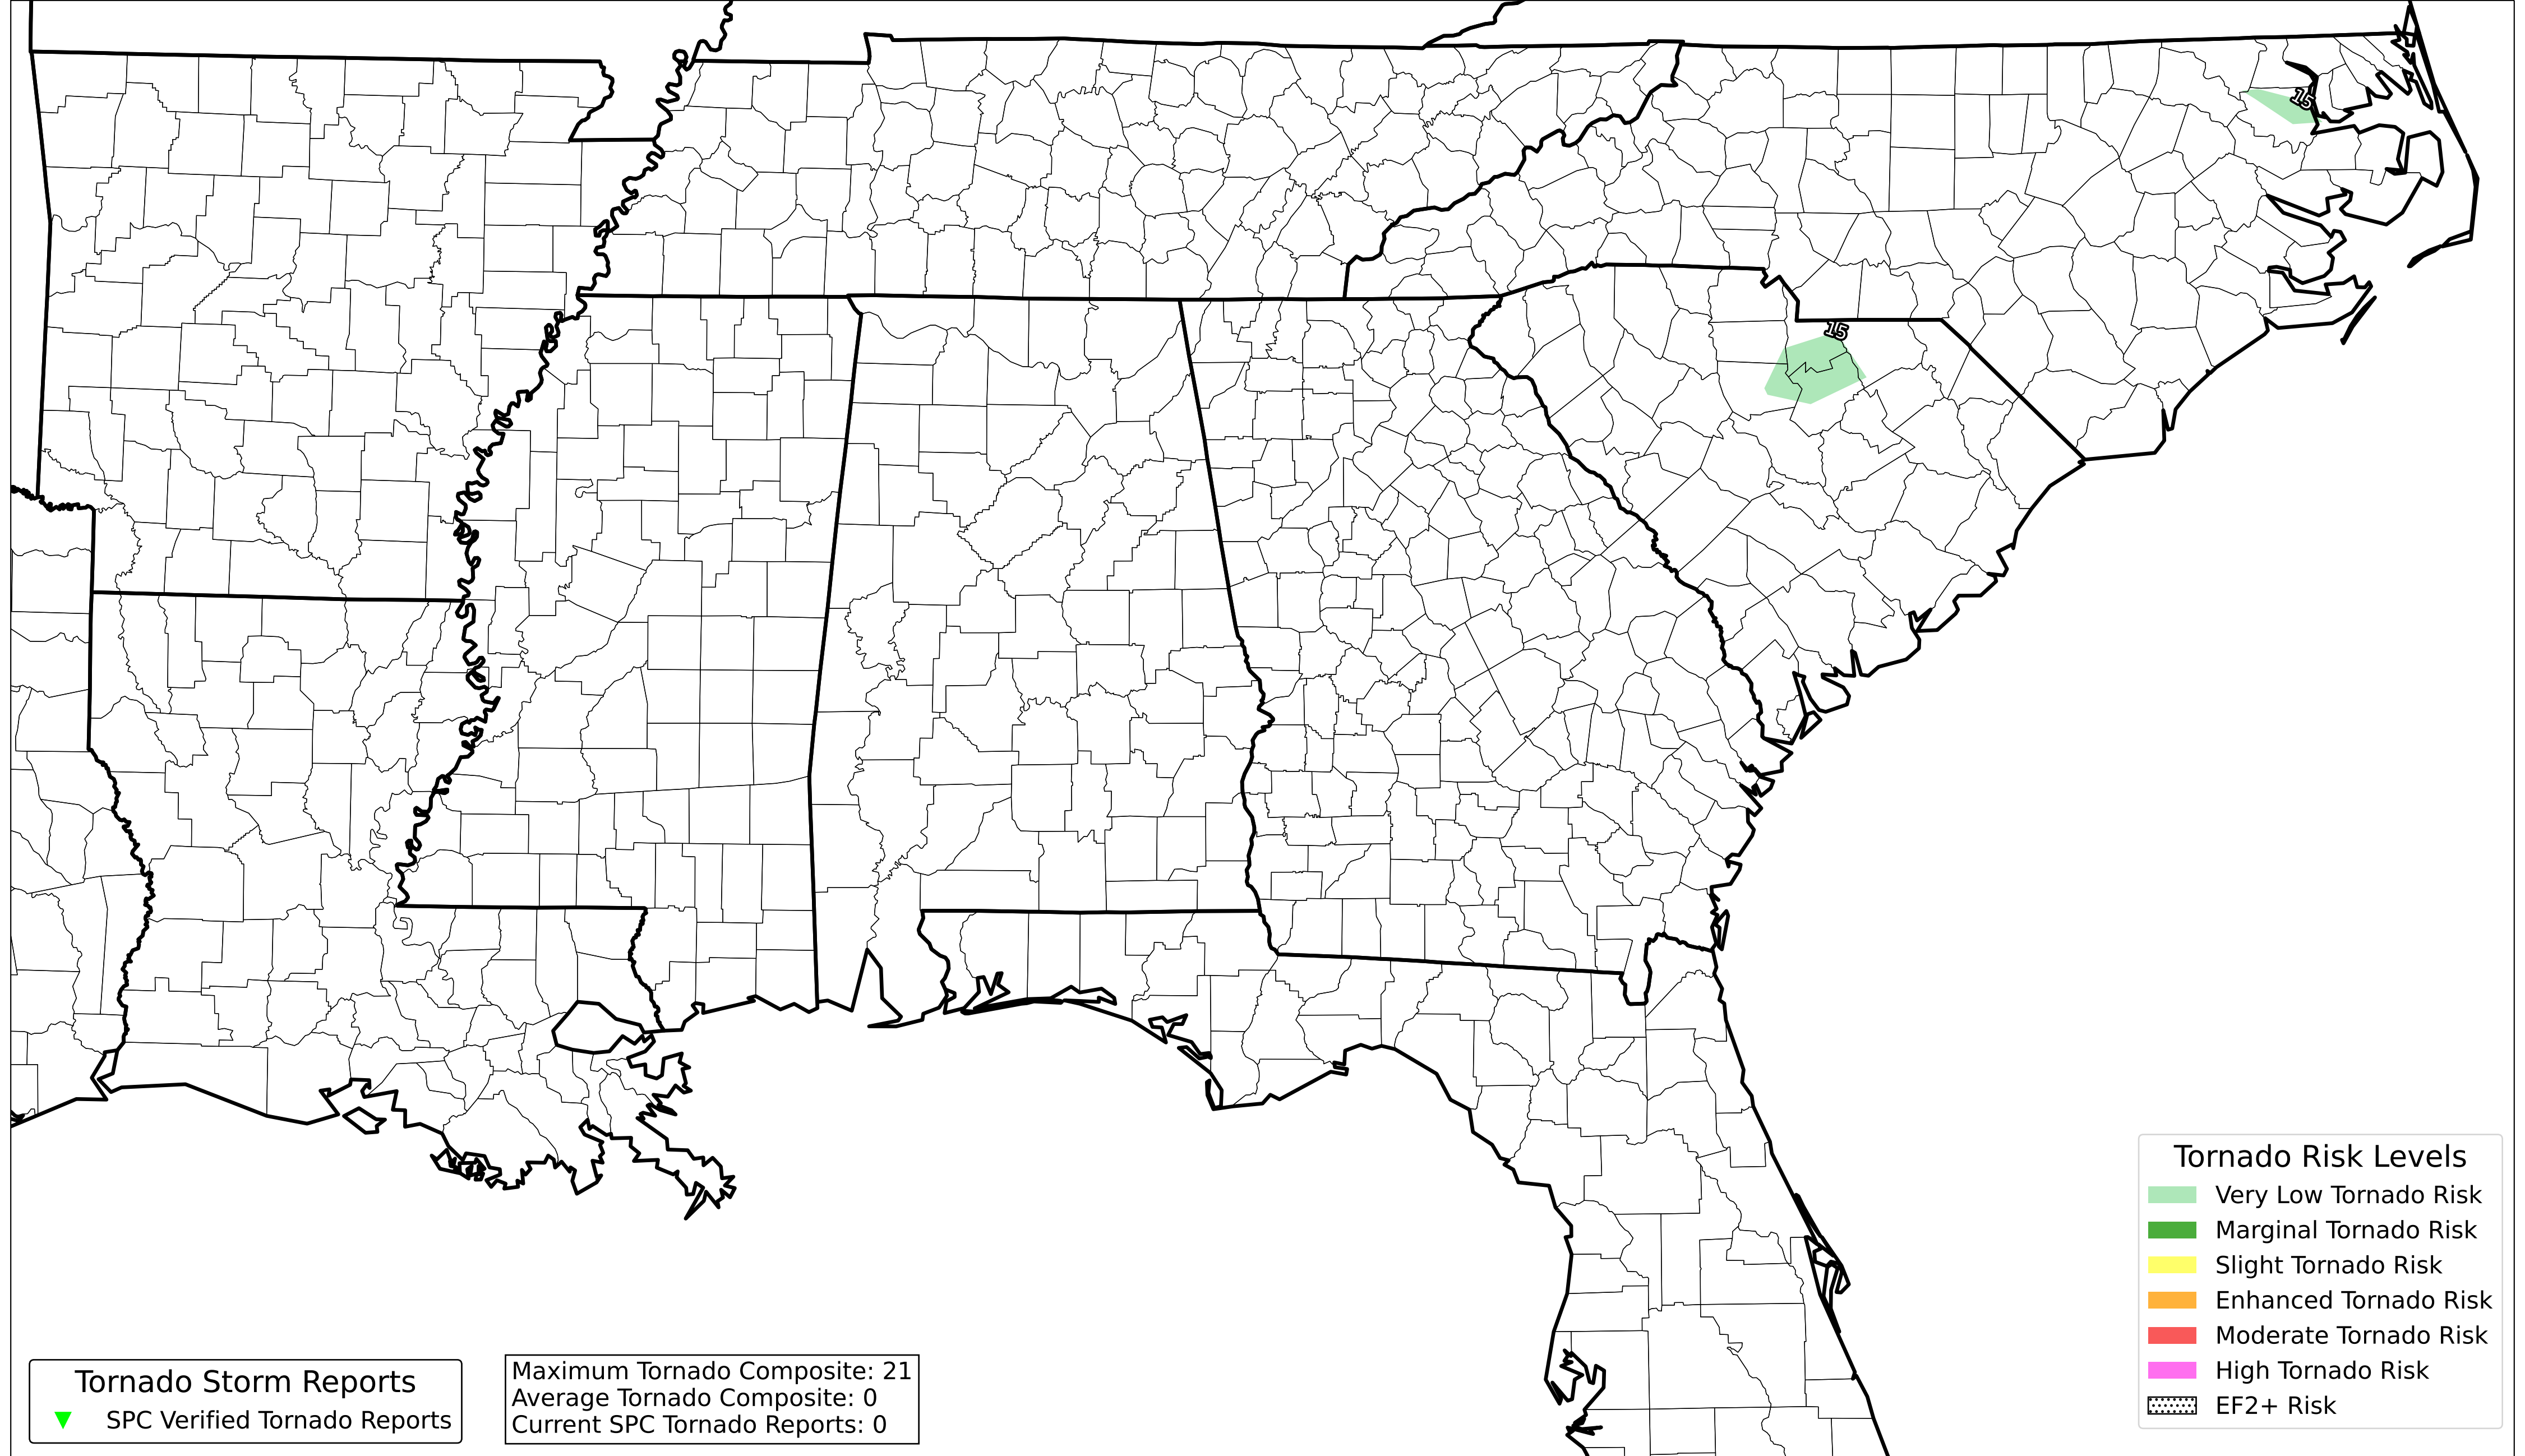 15
15
Tornado Risk Levels
Very Low Tornado Risk
Marginal Tornado Risk
Slight Tornado Risk
Enhanced Tornado Risk
Moderate Tornado Risk
High Tornado Risk
EF2+ Risk
Tornado Storm Reports
SPC Verified Tornado Reports
Maximum Tornado Composite: 21
Average Tornado Composite: 0
Current SPC Tornado Reports: 0